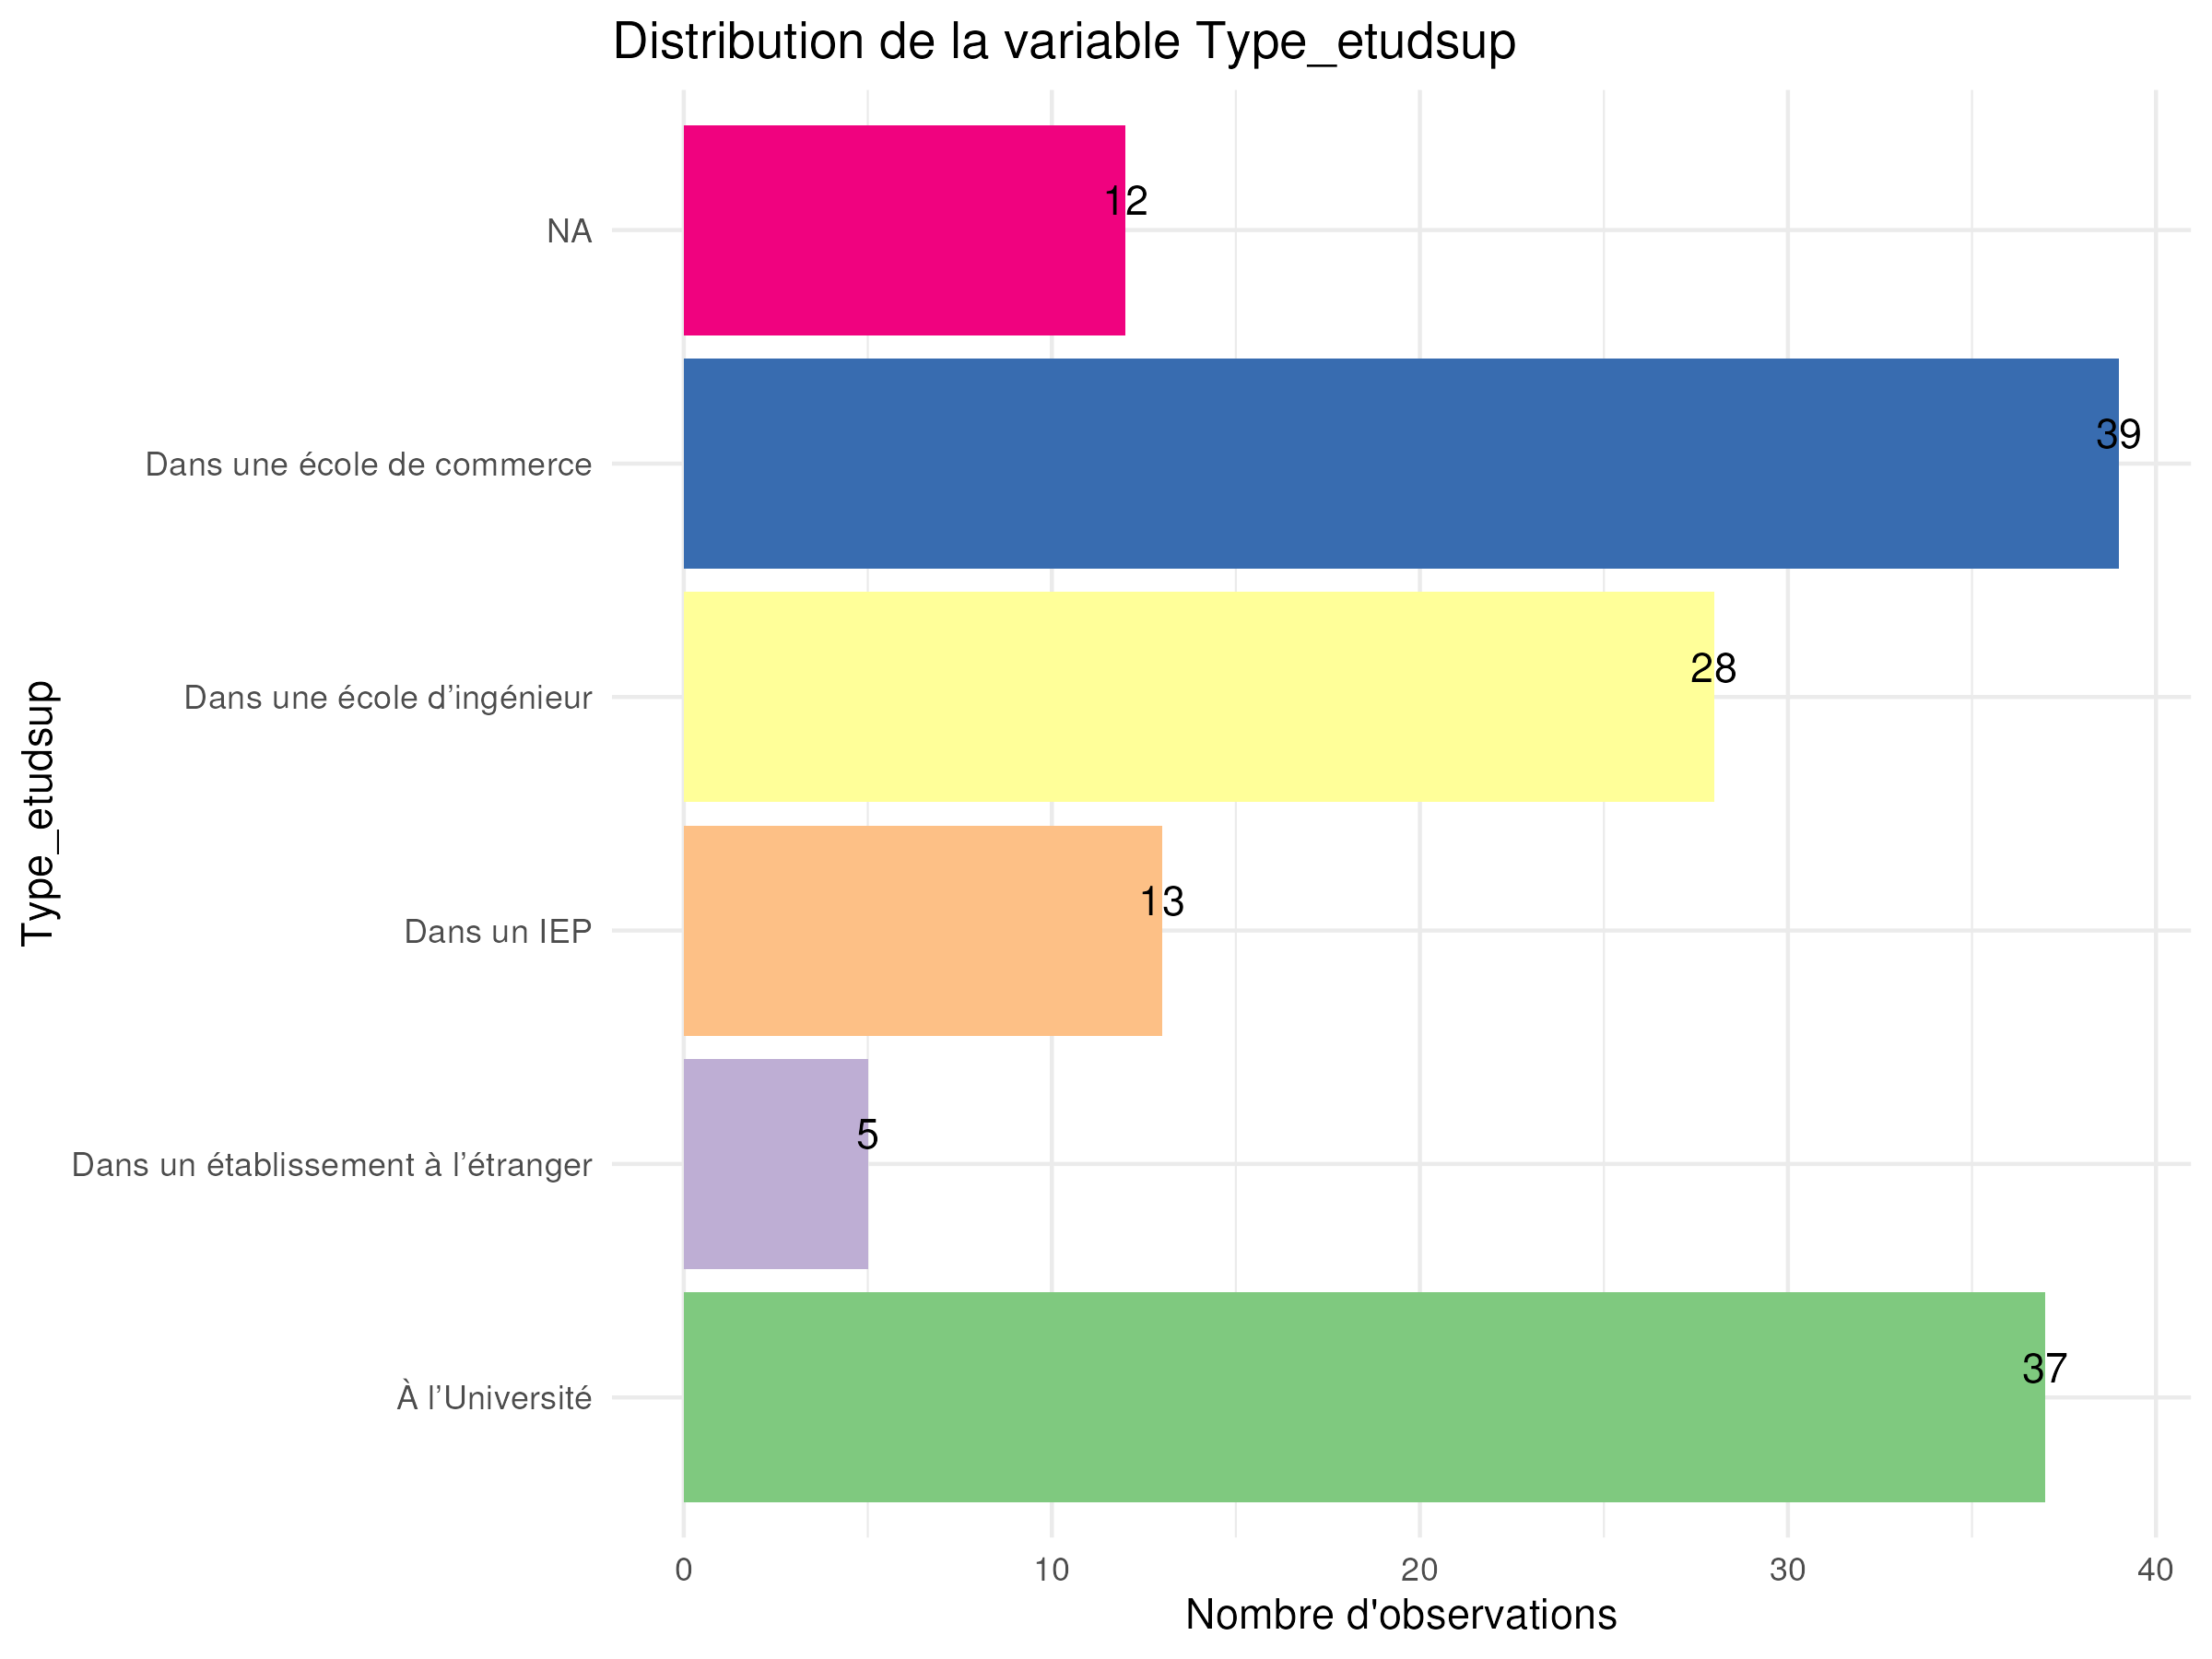 Distribution de la variable Type_etudsup
NA
12
Dans une école de commerce
39
Dans une école d’ingénieur
28
Dans un IEP
13
Dans un établissement à l’étranger
5
À l’Université
37
Type_etudsup
0 10 20 30 40
Nombre d'observations